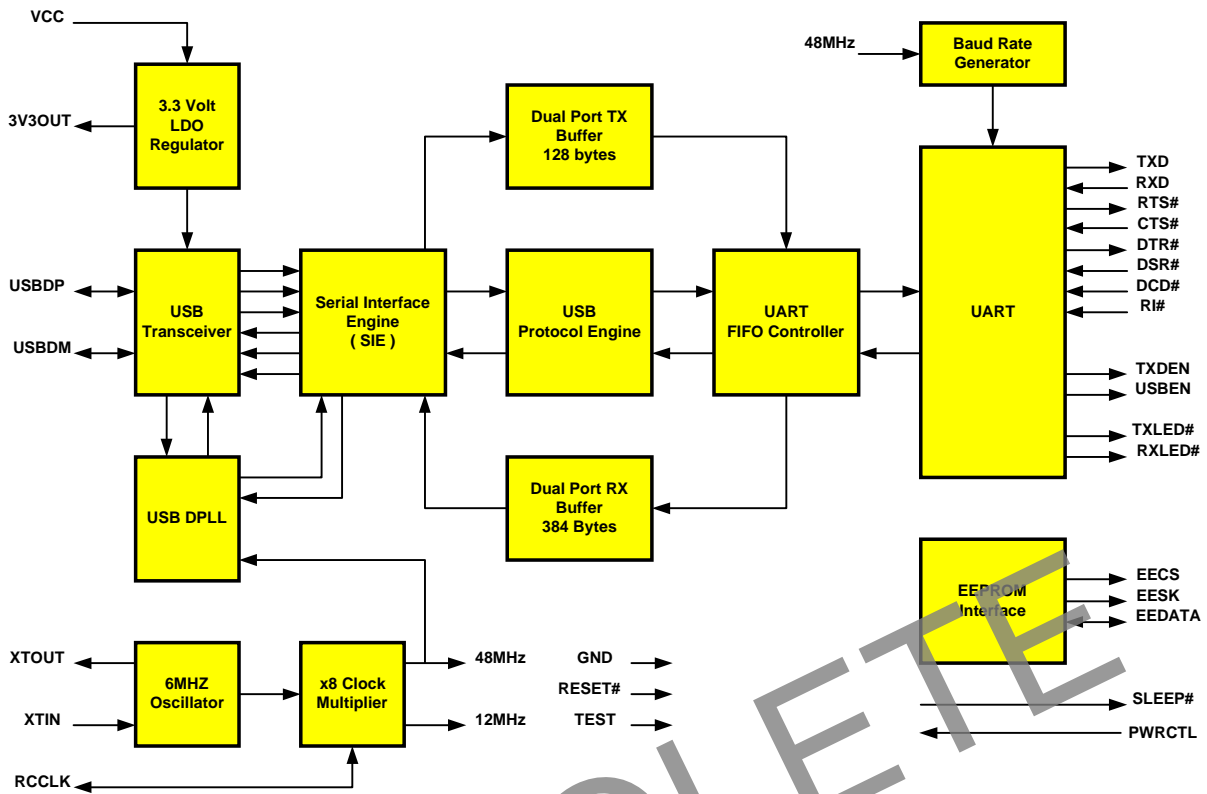 VCC
48MHz
Baud Rate
Generator
3.3 Volt
LDO
Regulator
3V3OUT
Dual Port TX
Buffer
128 bytes
TXD
RXD
RTS#
CTS#
DTR#
DSR#
DCD#
RI#
USBDP
USBDM
USB
Transceiver
Serial Interface
Engine
( SIE )
USB
Protocol Engine
UART
FIFO Controller
UART
TXDEN
USBEN
TXLED#
RXLED#
USB DPLL
Dual Port RX
Buffer
384 Bytes
EEPROM
Interface
EECS
EESK
EEDATA
XTOUT
XTIN
6MHZ
Oscillator
x8 Clock
Multiplier
48MHz
12MHz
GND
RESET#
TEST
SLEEP#
PWRCTL
RCCLK
OLETE